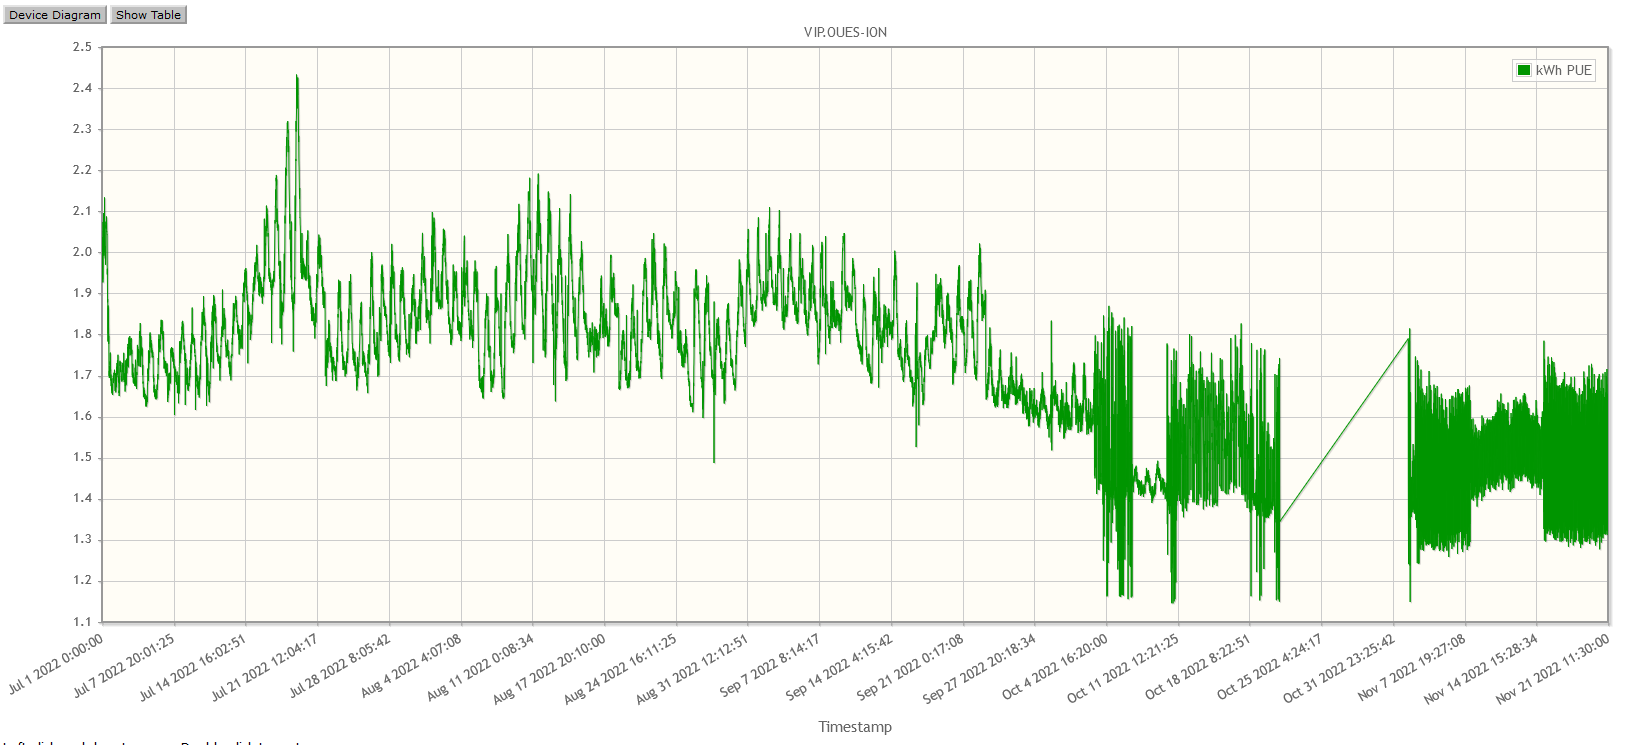 Device Diagram Show Table
VIP.OUES-ION
kWh PUE
2.5
2.4
2.3
2.2
2.1
2.0
1.9
1.8
1.7
1.6
1.5
1.4
1.3
1.2
1.1
Jul 1 2022 0:00:00
Jul 7 2022 20:01:25
Jul 14 2022 16:02:51
Jul 21 2022 12:04:17
Jul 28 2022 8:05:42
Aug 4 2022 4:07:08
Aug 11 2022 0:08:34
Aug 17 2022 20:10:00
Aug 24 2022 16:11:25
Aug 31 2022 12:12:51
Sep 7 2022 8:14:17
Sep 14 2022 4:15:42
Sep 21 2022 0:17:08
Sep 27 2022 20:18:34
Oct 4 2022 16:20:00
Oct 11 2022 12:21:25
Oct 18 2022 8:22:51
Oct 25 2022 4:24:17
Oct 31 2022 23:25:42
Nov 7 2022 19:27:08
Nov 14 2022 15:28:34
Nov 21 2022 11:30:00
Timestamp